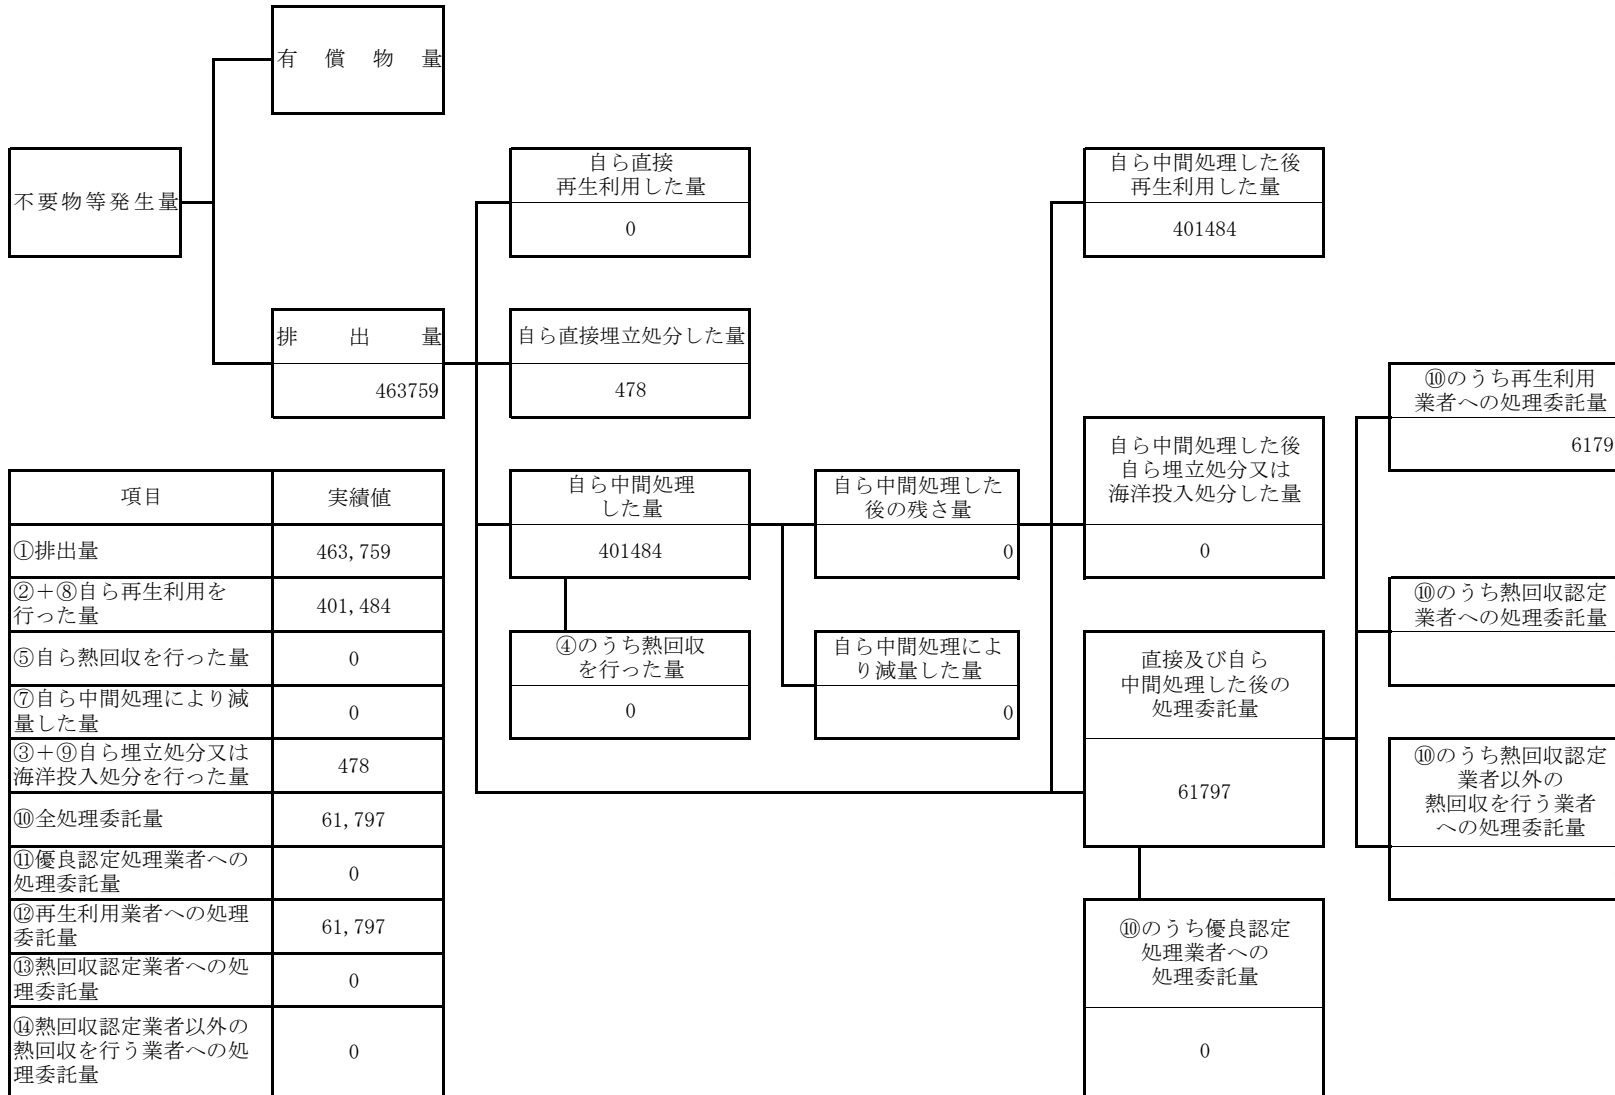 有償物量
不要物等発生量
排出量
463759
自ら直接
再生利用した量
0
自ら直接埋立処分した量
478
自ら中間処理
した量
401484
④のうち熱回収
を行った量
0
自ら中間処理した
後の残さ量
0
自ら中間処理によ
り減量した量
0
自ら中間処理した後
再生利用した量
401484
自ら中間処理した後
自ら埋立処分又は
海洋投入処分した量
0
直接及び自ら
中間処理した後の
処理委託量
61797
⑩のうち優良認定
処理業者への
処理委託量
0
⑩のうち再生利用
業者への処理委託量
6179
⑩のうち熱回収認定
業者への処理委託量
⑩のうち熱回収認定
業者以外の
熱回収を行う業者
への処理委託量
項目 実績値
①排出量 463,759
②+⑧自ら再生利用を
行った量 401,484
⑤自ら熱回収を行った量 0
⑦自ら中間処理により減
量した量 0
③+⑨自ら埋立処分又は
海洋投入処分を行った量 478
⑩全処理委託量 61,797
⑪優良認定処理業者への
処理委託量 0
⑫再生利用業者への処理
委託量 61,797
⑬熱回収認定業者への処
理委託量 0
⑭熱回収認定業者以外の
熱回収を行う業者への処
理委託量 0